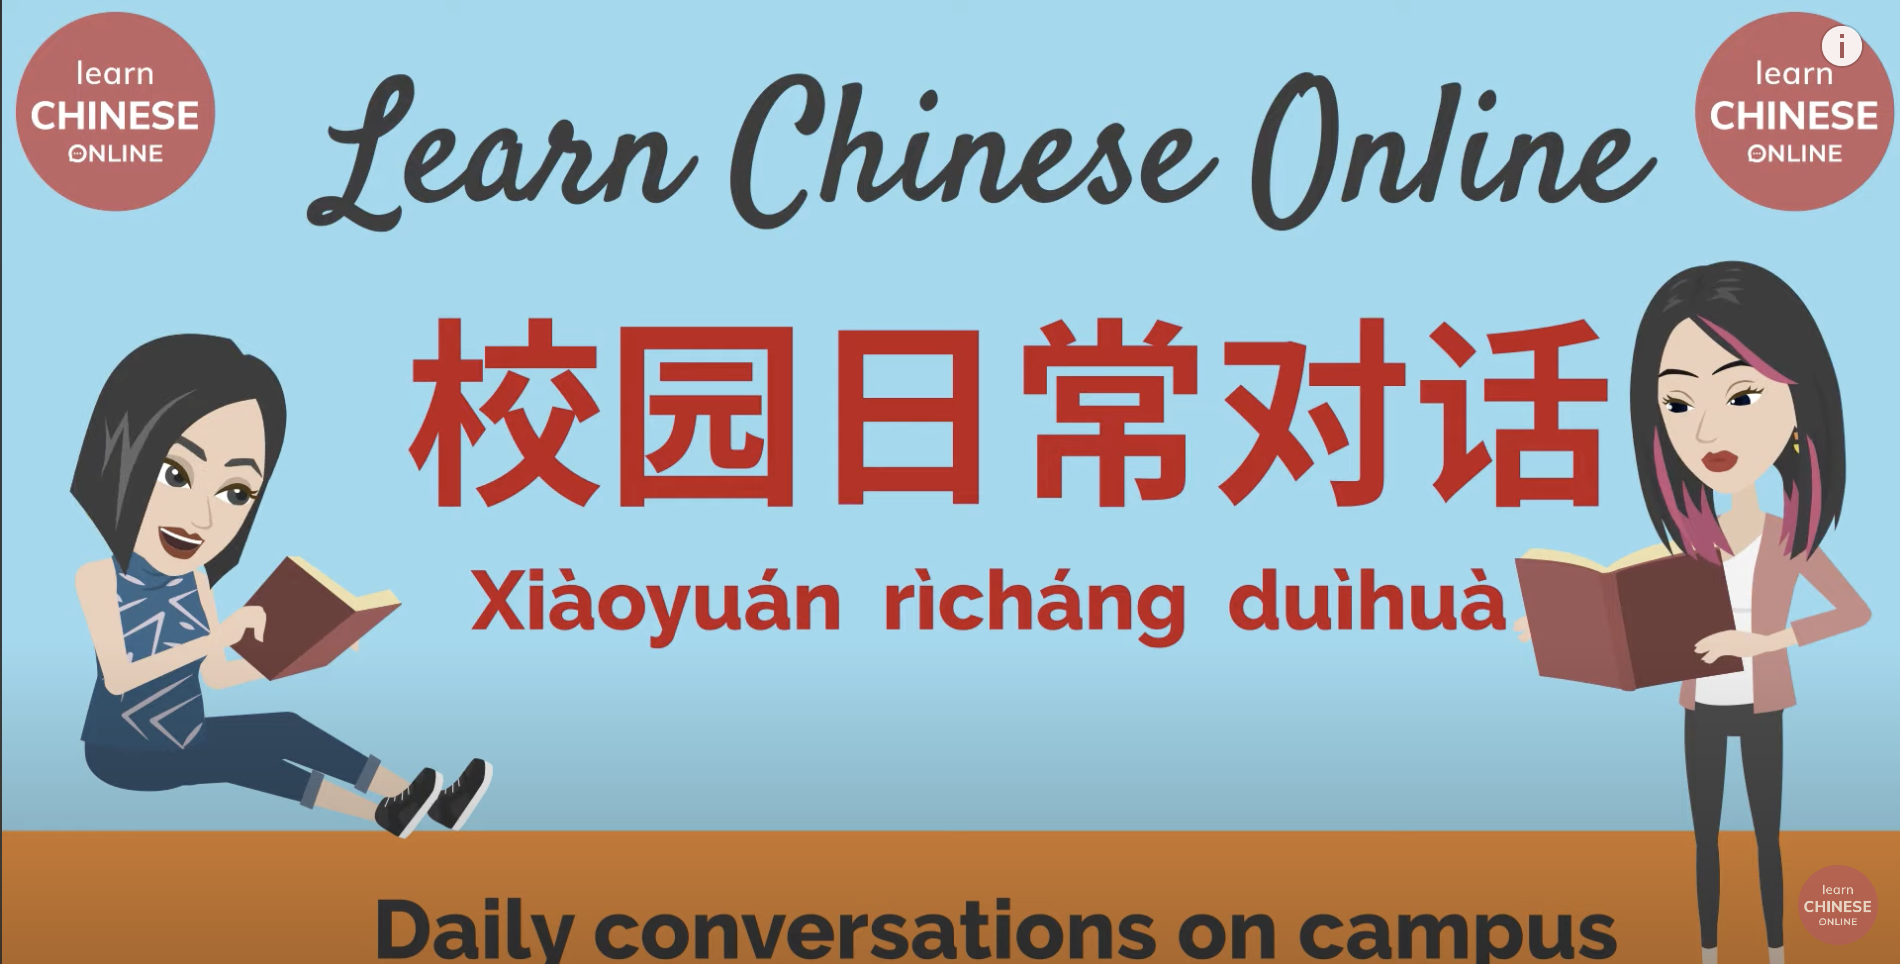 learn
CHINESE
ONLINE
Learn Chinese Online
learn
CHINESE
ONLINE
i
校园日常对话
Xiàoyuán rìcháng duìhuà
Daily conversations on campus
learn
CHINESE
ONLINE